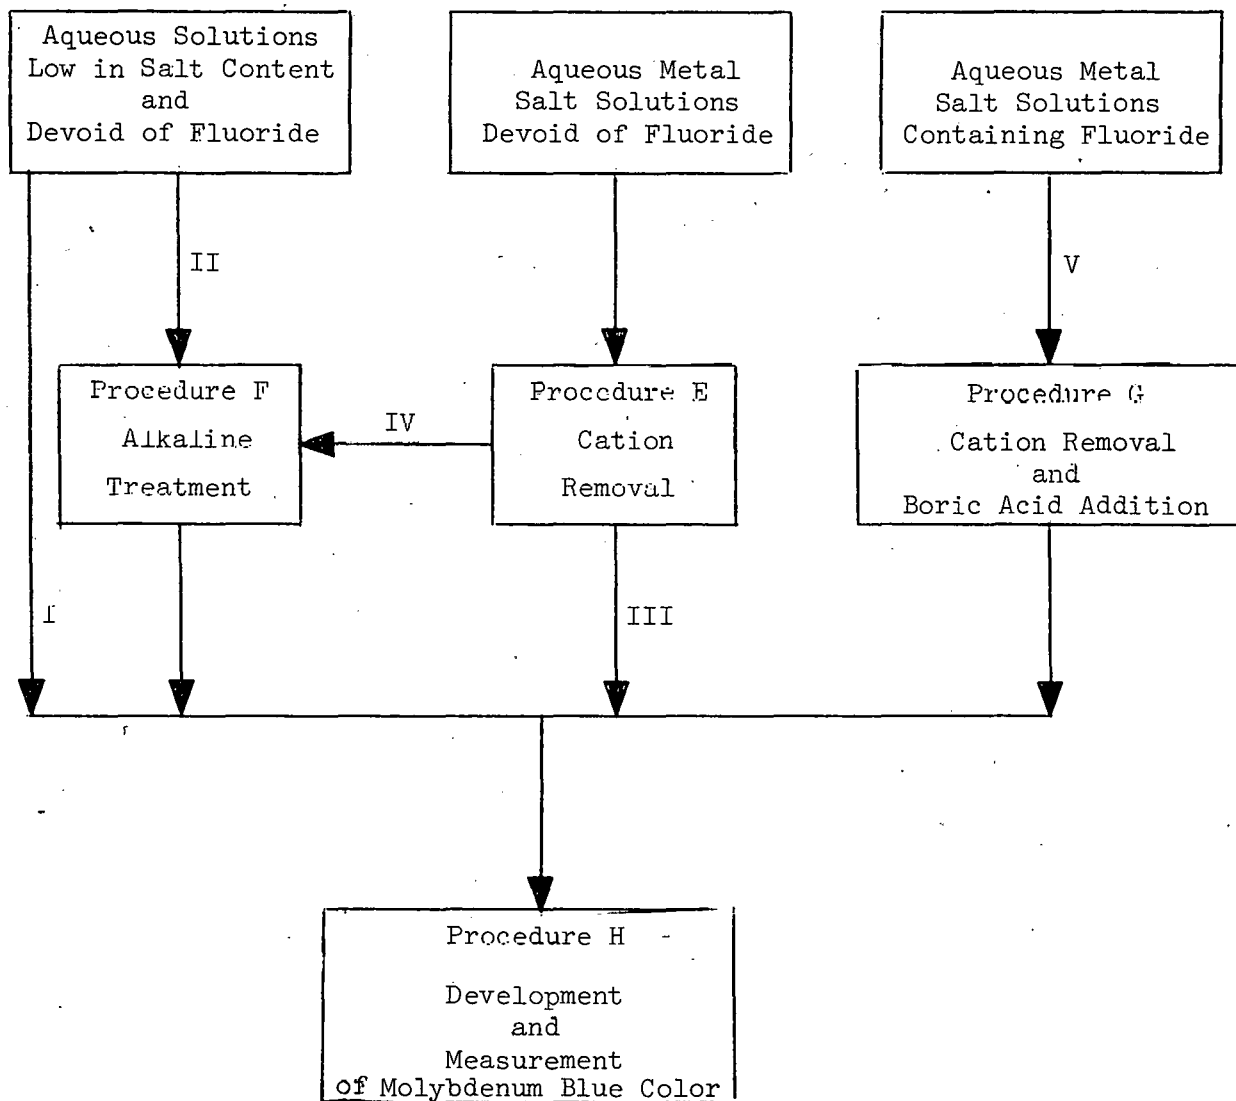 Aqueous Solutions
Low in Salt Content
and
Devoid of Fluoride
Aqueous Metal
Salt Solutions
Devoid of Fluoride
Aqueous Metal
Salt Solutions
Containing Fluoride
II
V
Procedure F
Alkaline
Treatment
IV
Procedure E
Cation
Removal
Procedure G
Cation Removal
and
Boric Acid Addition
I
III
Procedure H
Development
and
Measurement
of Molybdenum Blue Color